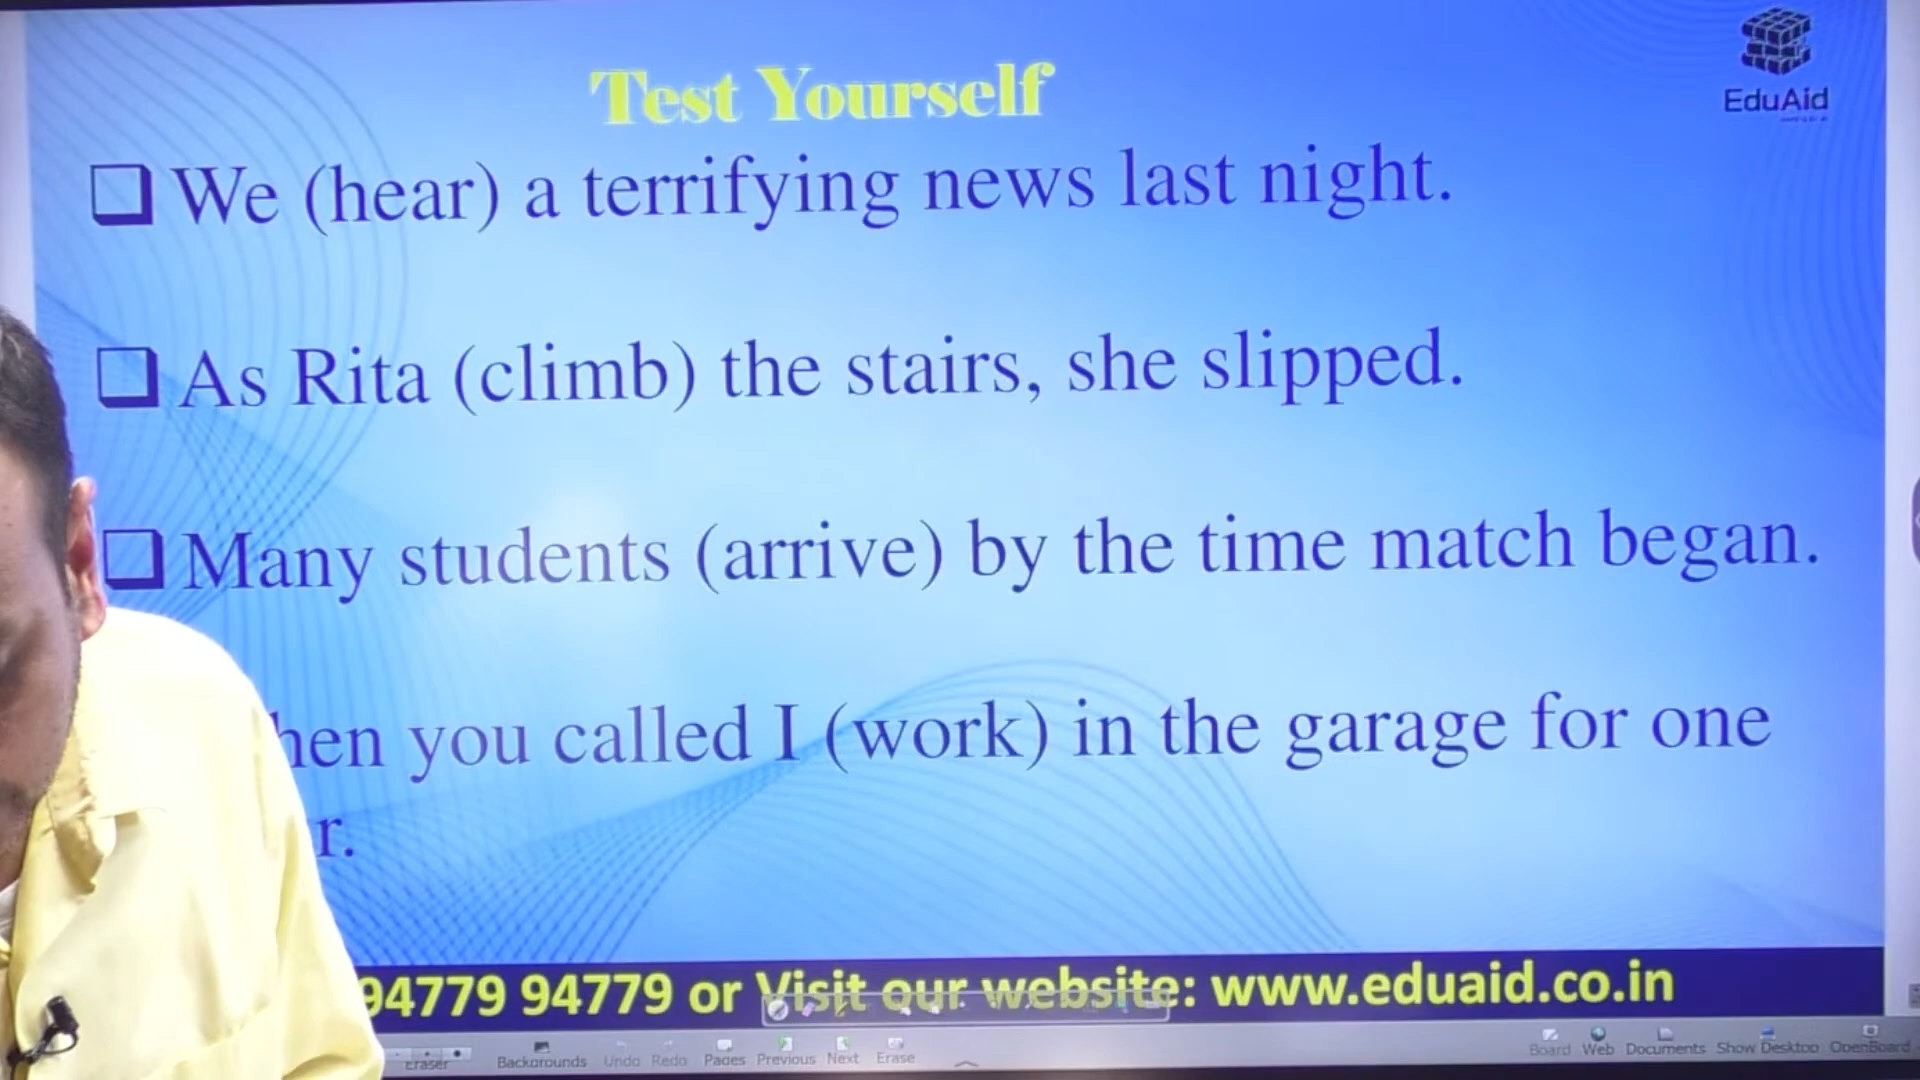 EduAid
Test Yourself
We (hear) a terrifying news last night.
As Rita (climb) the stairs, she slipped.
Many students (arrive) by the time match began.
you called I (work) in the garage for one
94779 94779 or Visit our website: www.eduaid.co.in
Eraser Backgrounds Undo Redo Pages Previous Next Erase Board Web Documents Show Desktop OpenBoard